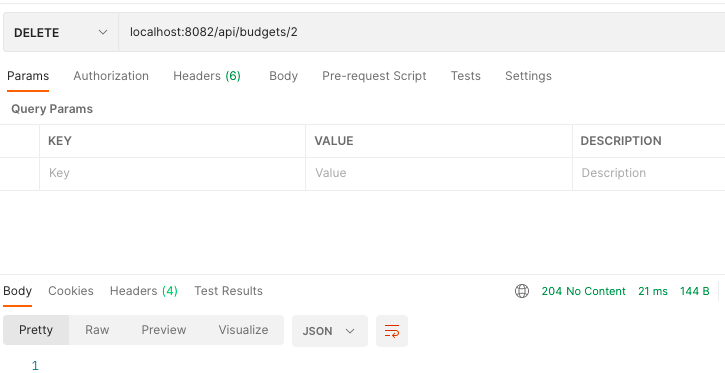 DELETE localhost:8082/api/budgets/2
Params Authorization Headers (6) Body Pre-request Script Tests Settings
Query Params
KEY VALUE DESCRIPTION
Key Value Description
Body Cookies Headers (4) Test Results 204 No Content 21 ms 144 B
Pretty Raw Preview Visualize JSON
1